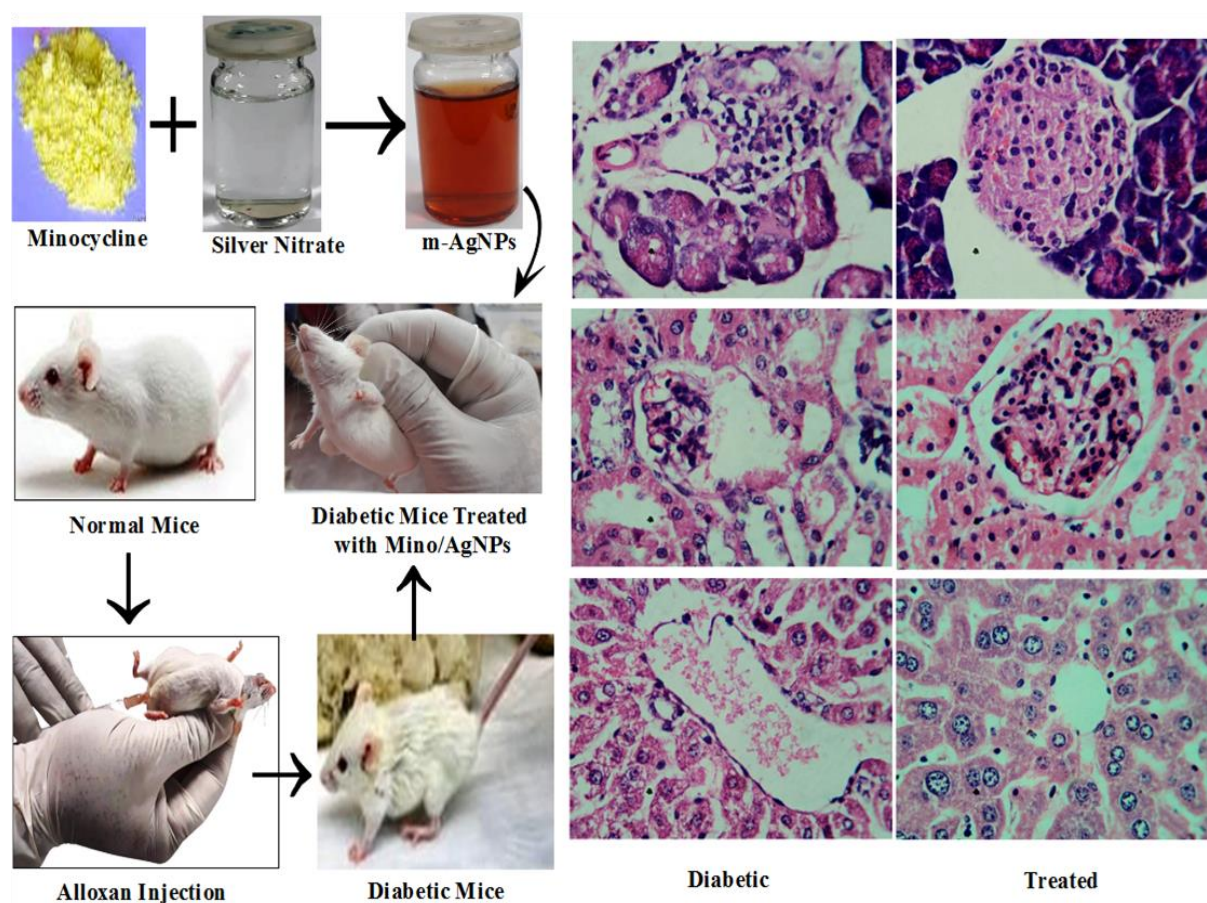 Minocycline
Silver Nitrate
m-AgNPs
Normal Mice
Diabetic Mice Treated
with Mino/AgNPs
Alloxan Injection
Diabetic Mice
Diabetic
Treated